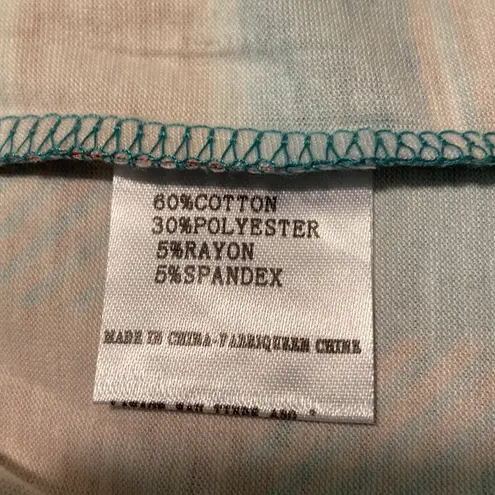 60%COTTON
30%POLYESTER
5%RAYON
5%SPANDEX
MADE IN CHINA-FABRIQUEEN CHINE